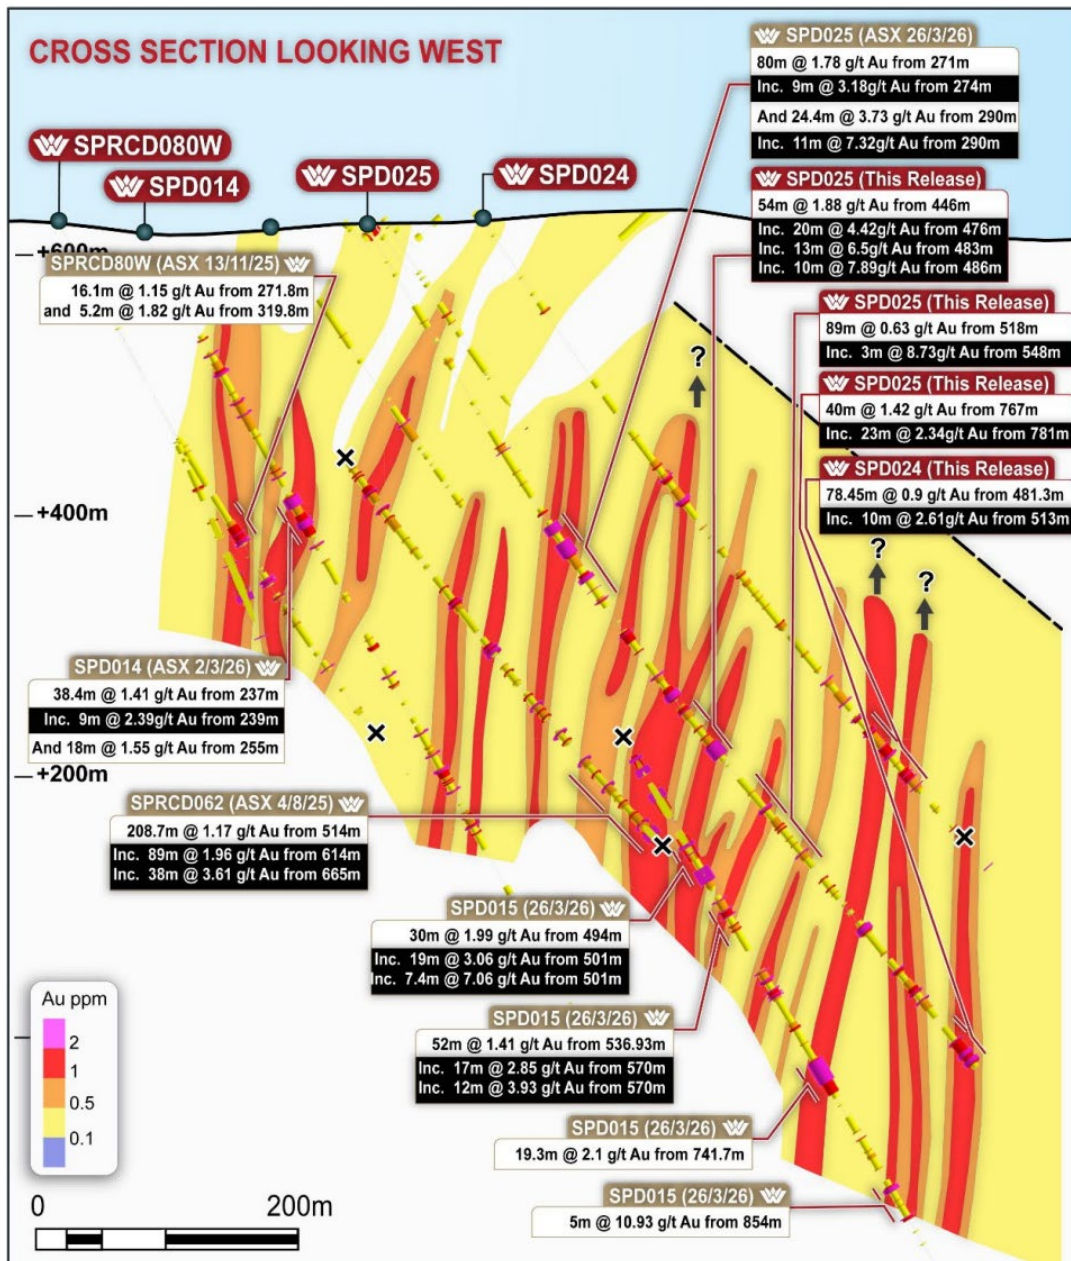 CROSS SECTION LOOKING WEST
SPRCD080W
SPD014
SPD025
SPD024
SPD025 (ASX 26/3/26)
80m @ 1.78 g/t Au from 271m
Inc. 9m @ 3.18g/t Au from 274m
And 24.4m @ 3.73 g/t Au from 290m
Inc. 11m @ 7.32g/t Au from 290m
SPD025 (This Release)
54m @ 1.88 g/t Au from 446m
Inc. 20m @ 4.42g/t Au from 476m
Inc. 13m @ 6.5g/t Au from 483m
Inc. 10m @ 7.89g/t Au from 486m
+600m
SPRCD80W (ASX 13/11/25)
16.1m @ 1.15 g/t Au from 271.8m
and 5.2m @ 1.82 g/t Au from 319.8m
SPD025 (This Release)
89m @ 0.63 g/t Au from 518m
Inc. 3m @ 8.73g/t Au from 548m
?
SPD025 (This Release)
40m @ 1.42 g/t Au from 767m
Inc. 23m @ 2.34g/t Au from 781m
SPD024 (This Release)
78.45m @ 0.9 g/t Au from 481.3m
Inc. 10m @ 2.61g/t Au from 513m
+400m
?
?
SPD014 (ASX 2/3/26)
38.4m @ 1.41 g/t Au from 237m
Inc. 9m @ 2.39g/t Au from 239m
And 18m @ 1.55 g/t Au from 255m
+200m
SPRCD062 (ASX 4/8/25)
208.7m @ 1.17 g/t Au from 514m
Inc. 89m @ 1.96 g/t Au from 614m
Inc. 38m @ 3.61 g/t Au from 665m
SPD015 (26/3/26)
30m @ 1.99 g/t Au from 494m
Inc. 19m @ 3.06 g/t Au from 501m
Inc. 7.4m @ 7.06 g/t Au from 501m
SPD015 (26/3/26)
52m @ 1.41 g/t Au from 536.93m
Inc. 17m @ 2.85 g/t Au from 570m
Inc. 12m @ 3.93 g/t Au from 570m
SPD015 (26/3/26)
19.3m @ 2.1 g/t Au from 741.7m
SPD015 (26/3/26)
5m @ 10.93 g/t Au from 854m
Au ppm
2
1
0.5
0.1
0 200m